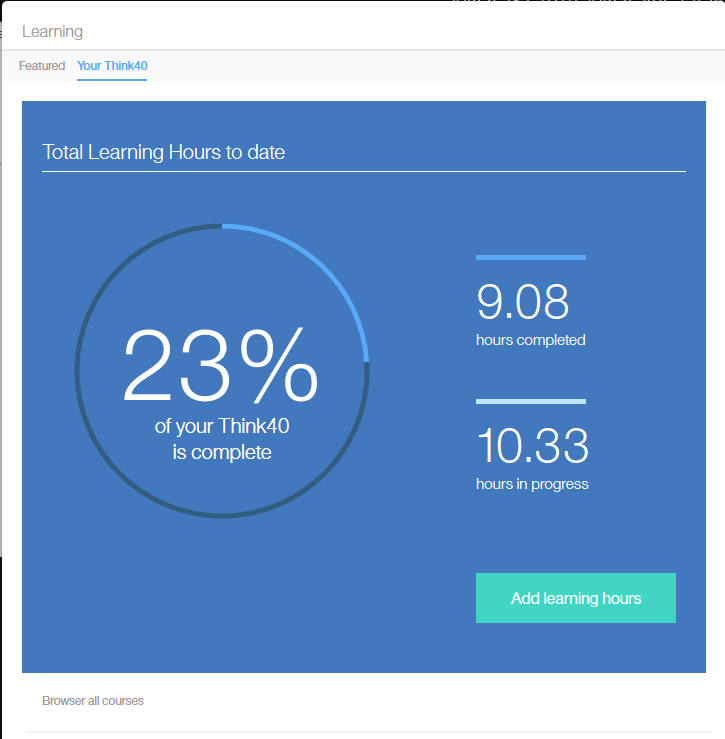 Learning
Featured Your Think40
Total Learning Hours to date
23%
of your Think40
is complete
9.08
hours completed
10.33
hours in progress
Add learning hours
Browser all courses